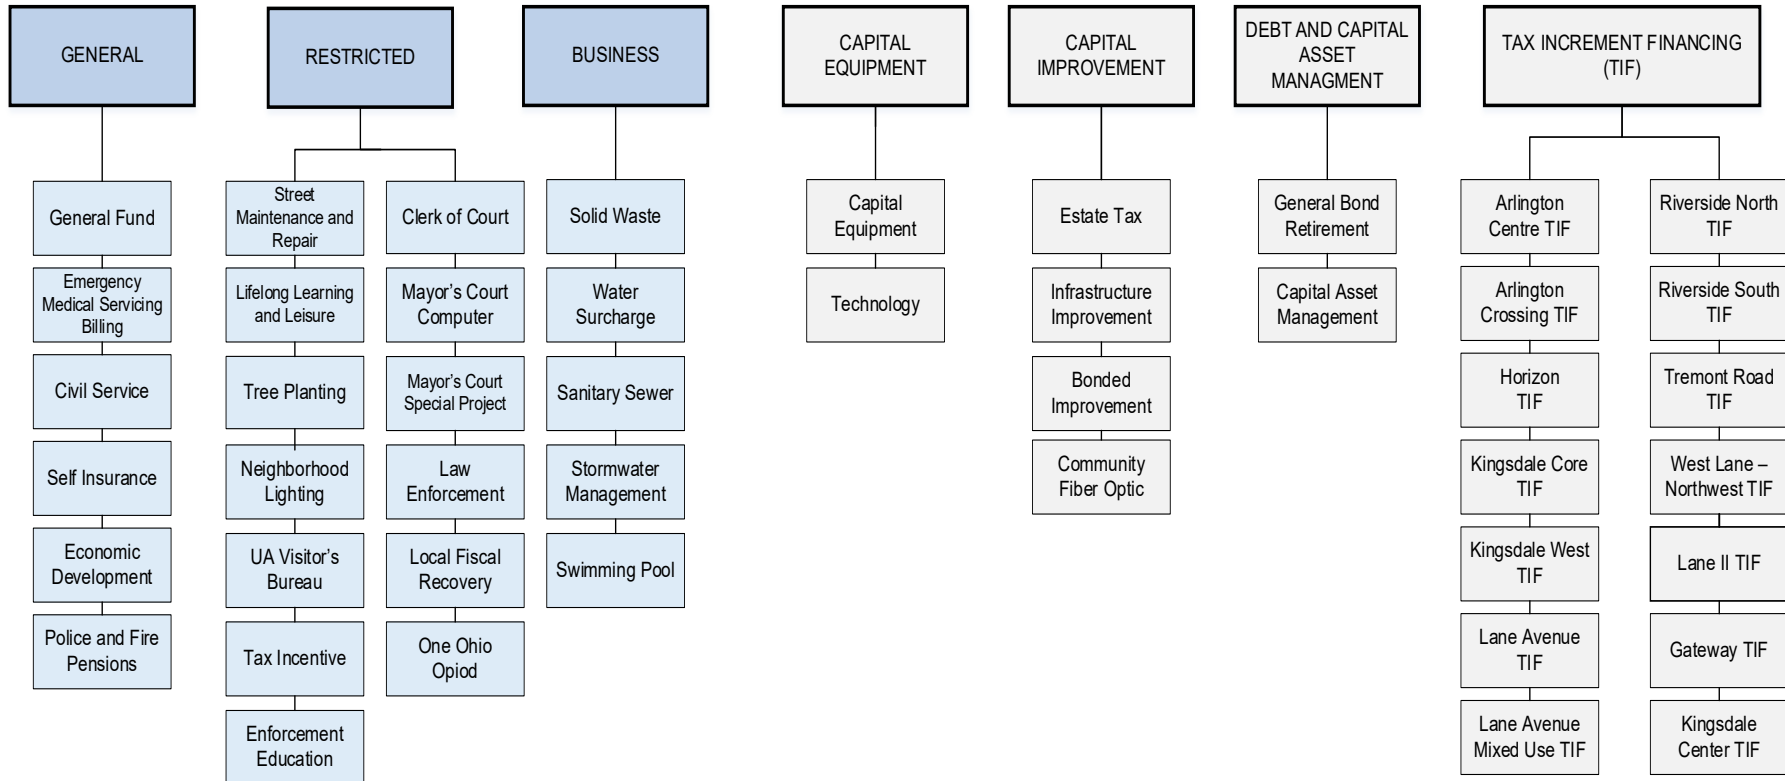 GENERAL
General Fund
Emergency
Medical Servicing
Billing
Civil Service
Self Insurance
Economic
Development
Police and Fire
Pensions
RESTRICTED
Street
Maintenance and
Repair
Lifelong Learning
and Leisure
Tree Planting
Neighborhood
Lighting
UA Visitor's
Bureau
Tax Incentive
Enforcement
Education
Clerk of Court
Mayor's Court
Computer
Mayor's Court
Special Project
Law
Enforcement
Local Fiscal
Recovery
One Ohio
Opiod
BUSINESS
Solid Waste
Water
Surcharge
Sanitary Sewer
Stormwater
Management
Swimming Pool
CAPITAL
EQUIPMENT
Capital
Equipment
Technology
CAPITAL
IMPROVEMENT
Estate Tax
Infrastructure
Improvement
Bonded
Improvement
Community
Fiber Optic
DEBT AND CAPITAL
ASSET
MANAGMENT
General Bond
Retirement
Capital Asset
Management
TAX INCREMENT FINANCING
(TIF)
Arlington
Centre TIF
Arlington
Crossing TIF
Horizon
TIF
Kingsdale Core
TIF
Kingsdale West
TIF
Lane Avenue
TIF
Lane Avenue
Mixed Use TIF
Riverside North
TIF
Riverside South
TIF
Tremont Road
TIF
West Lane –
Northwest TIF
Lane II TIF
Gateway TIF
Kingsdale
Center TIF